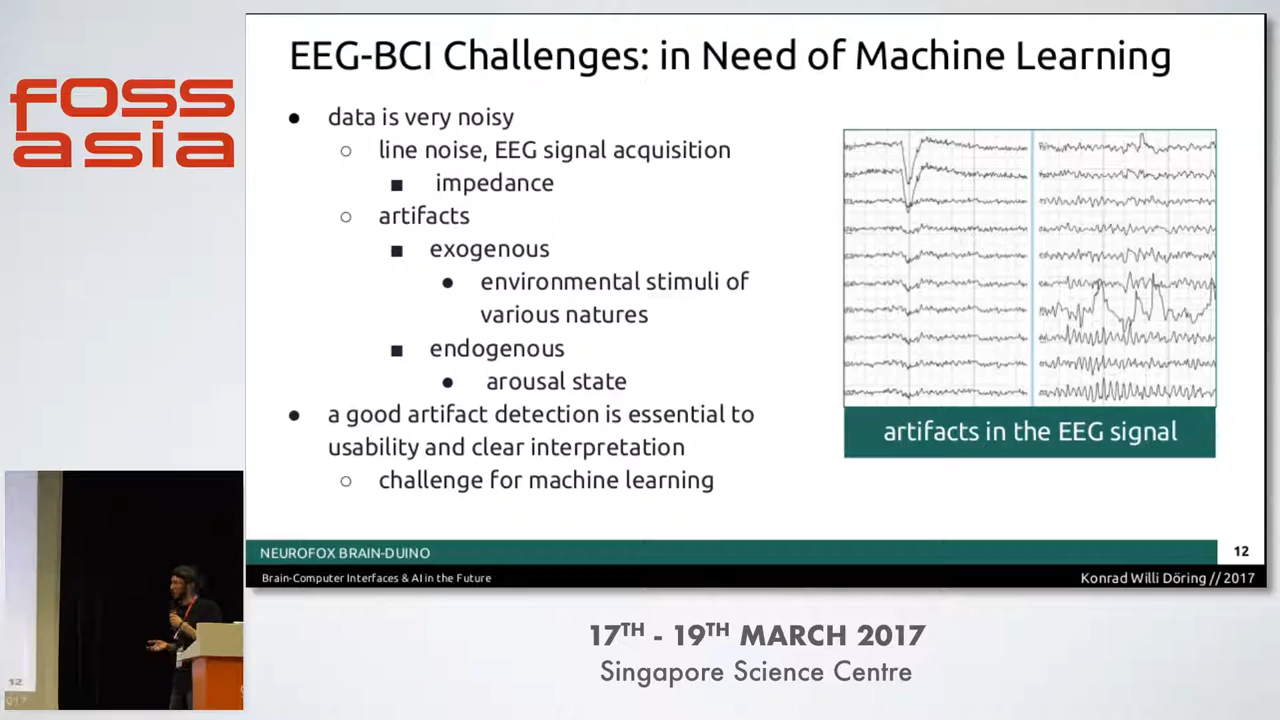 foss
asia
EEG-BCI Challenges: in Need of Machine Learning
● data is very noisy
○ line noise, EEG signal acquisition
■ impedance
○ artifacts
■ exogenous
● environmental stimuli of
various natures
■ endogenous
● arousal state
● a good artifact detection is essential to
usability and clear interpretation
○ challenge for machine learning
artifacts in the EEG signal
NEUROFOX BRAIN-DUINO
12
Brain-Computer Interfaces & AI in the Future
Konrad Willi Döring // 2017
17TH - 19TH MARCH 2017
Singapore Science Centre
12